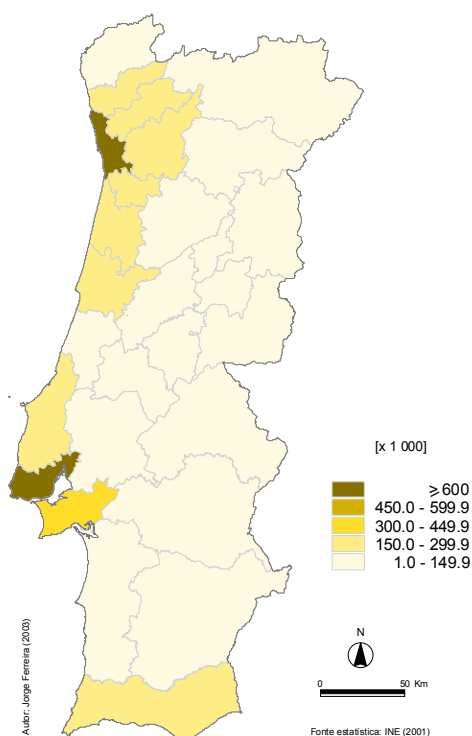 [x 1 000]
≥ 600
450.0 - 599.9
300.0 - 449.9
150.0 - 299.9
1.0 - 149.9
N
0 50 Km
Autor: Jorge Ferreira (2003)
Fonte estatística: INE (2001)